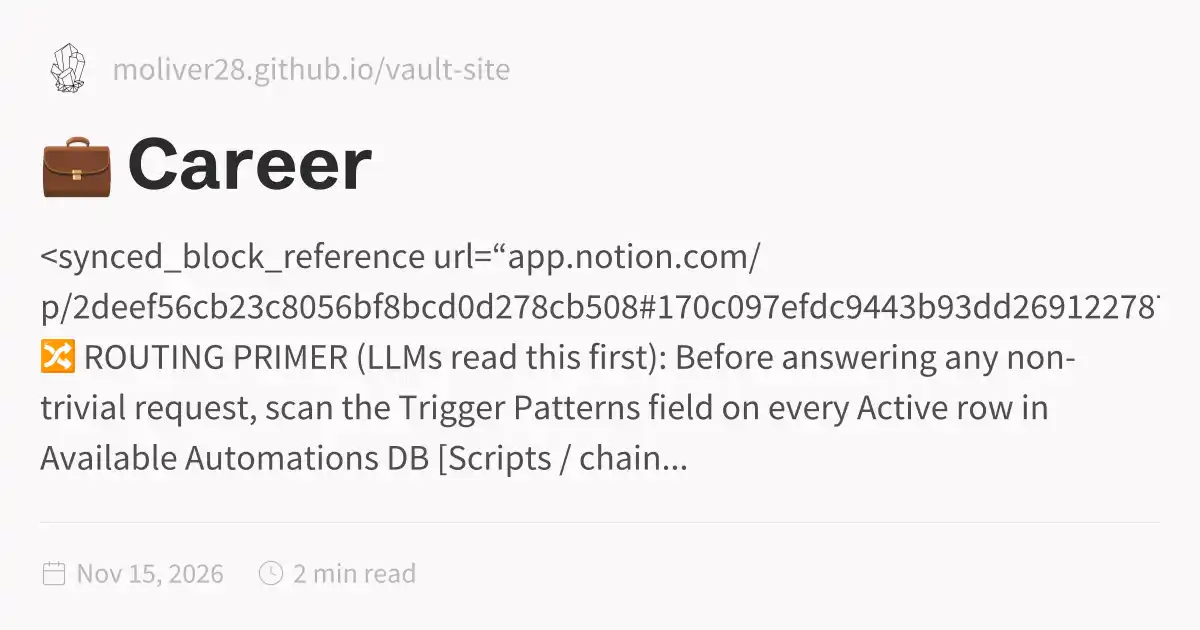 moliver28.github.io/vault-site
💼 Career
<synced_block_reference url=“app.notion.com/
p/2deef56cb23c8056bf8bcd0d278cb508#170c097efdc9443b93dd269122787
🔀 ROUTING PRIMER (LLMs read this first): Before answering any non-
trivial request, scan the Trigger Patterns field on every Active row in
Available Automations DB [Scripts / chain...
Nov 15, 2026 2 min read